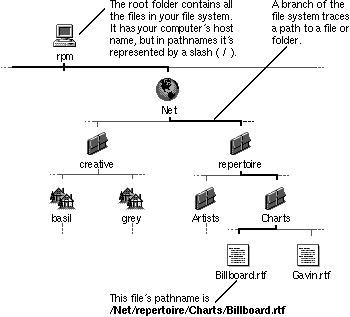 The root folder contains all
the files in your file system.
It has your computer's host
name, but in pathnames it's
represented by a slash ( / ).
A branch of the
file system traces
a path to a file or
folder.
rpm
Net
creative
repertoire
basil
grey
Artists
Charts
Billboard.rtf
Gavin.rtf
This file's pathname is
/Net/repertoire/Charts/Billboard.rtf